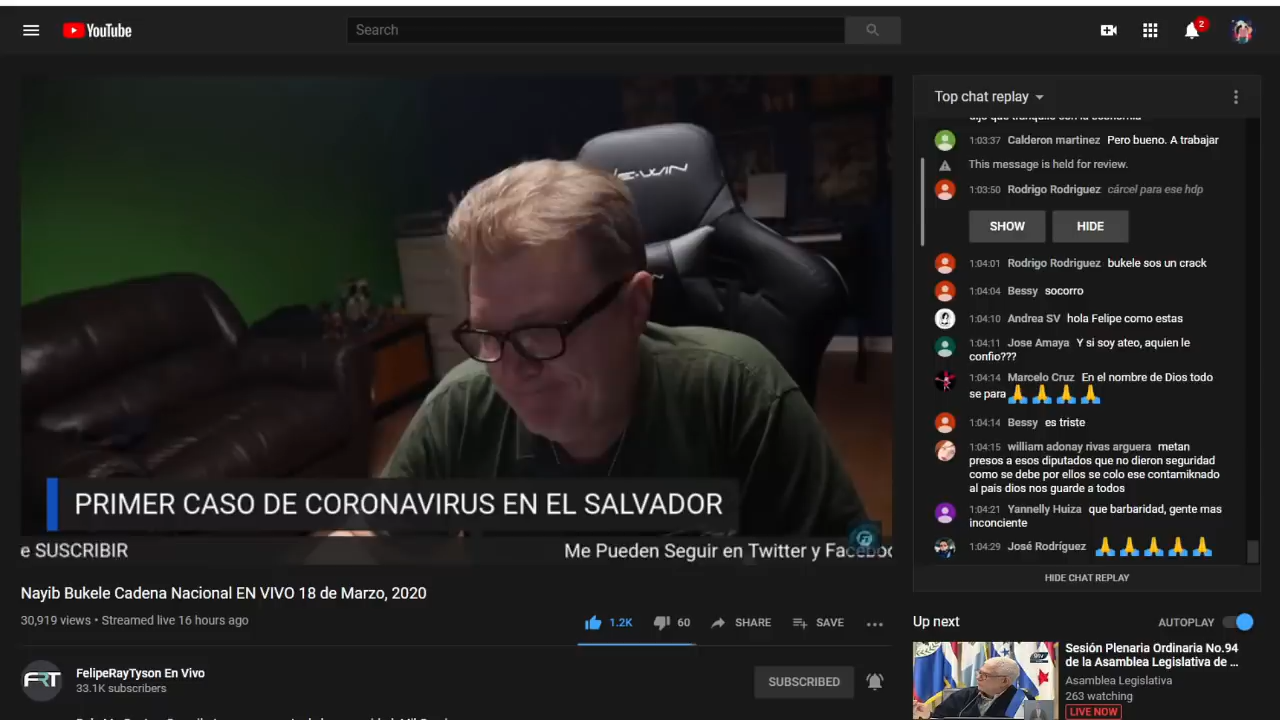 YouTube
Search
2
E-WIN
PRIMER CASO DE CORONAVIRUS EN EL SALVADOR
e SUSCRIBIR
Me Pueden Seguir en Twitter y Facebo
Nayib Bukele Cadena Nacional EN VIVO 18 de Marzo, 2020
30,919 views • Streamed live 16 hours ago
1.2K
60
SHARE
SAVE
FRT
FelipeRayTyson En Vivo
33.1K subscribers
SUBSCRIBED
Top chat replay
dijo que tranquilo con la economia
1:03:37 Calderon martinez Pero bueno. A trabajar
This message is held for review.
1:03:50 Rodrigo Rodriguez cárcel para ese hdp
SHOW HIDE
1:04:01 Rodrigo Rodriguez bukele sos un crack
1:04:04 Bessy socorro
1:04:10 Andrea SV hola Felipe como estas
1:04:11 Jose Amaya Y si soy ateo, aquien le
confio???
1:04:14 Marcelo Cruz En el nombre de Dios todo
se para 🙏 🙏 🙏 🙏
1:04:14 Bessy es triste
1:04:15 william adonay rivas arguera metan
presos a esos diputados que no dieron seguridad
como se debe por ellos se colo ese contamiknado
al pais dios nos guarde a todos
1:04:21 Yannelly Huiza que barbaridad, gente mas
inconciente
1:04:29 José Rodríguez 🙏 🙏 🙏 🙏 🙏
HIDE CHAT REPLAY
Up next
AUTOPLAY
Sesión Plenaria Ordinaria No.94
de la Asamblea Legislativa de ...
Asamblea Legislativa
263 watching
LIVE NOW